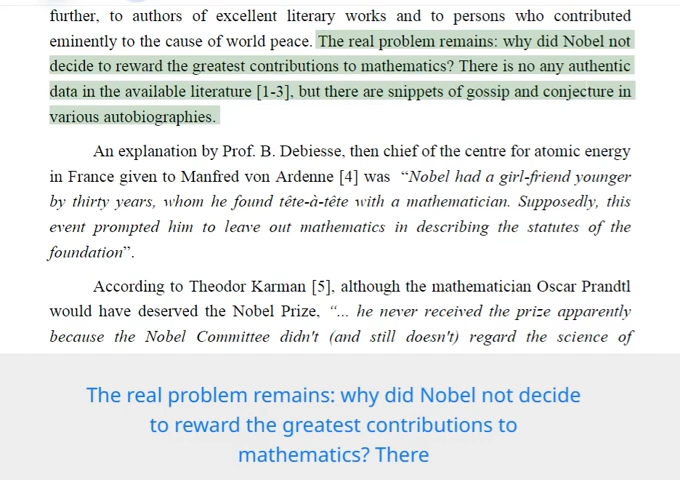 further, to authors of excellent literary works and to persons who contributed
eminently to the cause of world peace. The real problem remains: why did Nobel not
decide to reward the greatest contributions to mathematics? There is no any authentic
data in the available literature [1-3], but there are snippets of gossip and conjecture in
various autobiographies.
An explanation by Prof. B. Debiesse, then chief of the centre for atomic energy
in France given to Manfred von Ardenne [4] was “Nobel had a girl-friend younger
by thirty years, whom he found tête-à-tête with a mathematician. Supposedly, this
event prompted him to leave out mathematics in describing the statutes of the
foundation”.
According to Theodor Karman [5], although the mathematician Oscar Prandtl
would have deserved the Nobel Prize, “... he never received the prize apparently
because the Nobel Committee didn't (and still doesn't) regard the science of
The real problem remains: why did Nobel not decide
to reward the greatest contributions to
mathematics? There